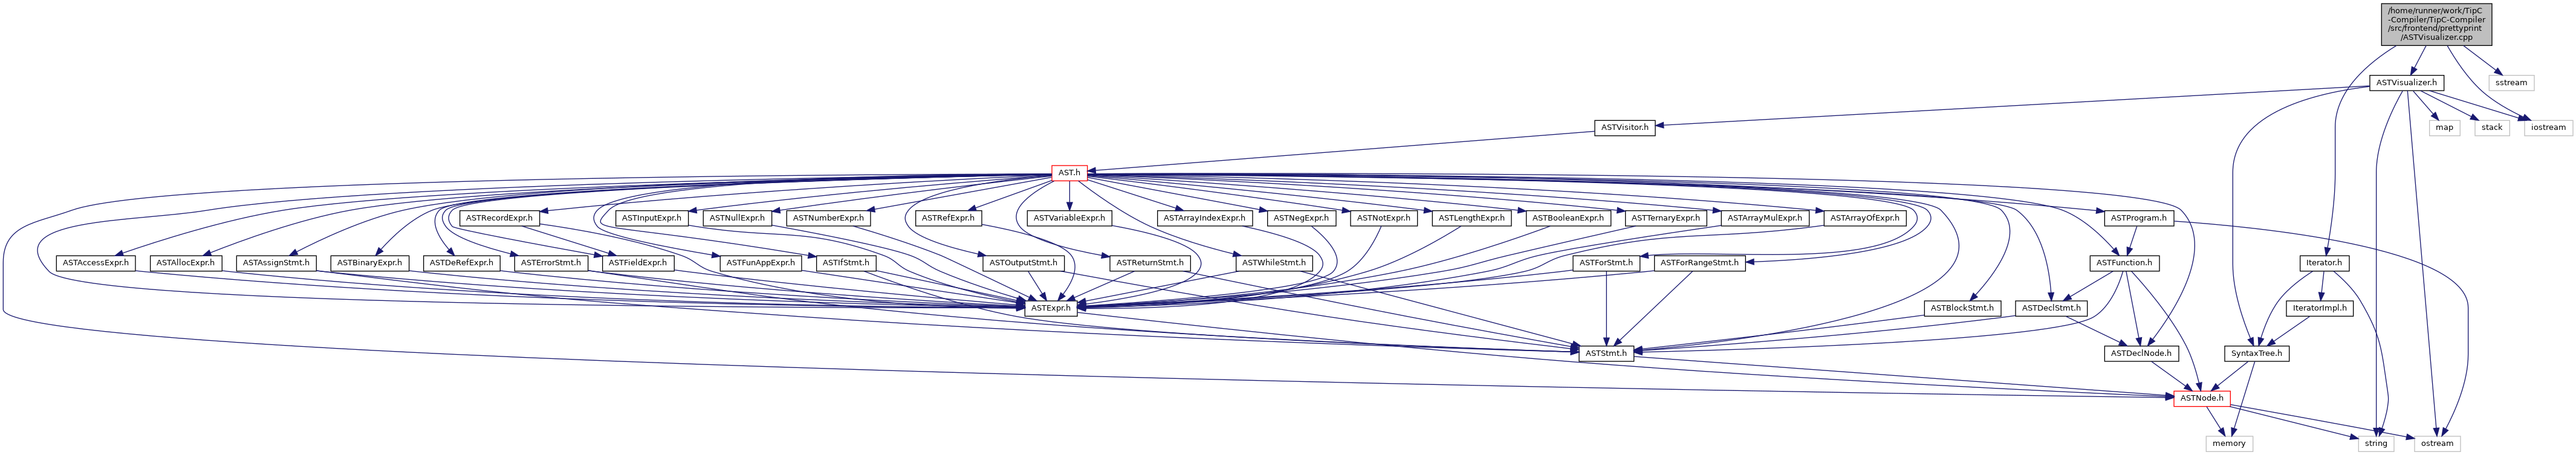 /home/runner/work/TipC
-Compiler/TipC-Compiler
/src/frontend/prettyprint
/ASTVisualizer.cpp
ASTVisualizer.h
sstream
ASTVisitor.h
map
stack
iostream
AST.h
ASTRecordExpr.h
ASTInputExpr.h
ASTNullExpr.h
ASTNumberExpr.h
ASTRefExpr.h
ASTVariableExpr.h
ASTArrayIndexExpr.h
ASTNegExpr.h
ASTNotExpr.h
ASTLengthExpr.h
ASTBooleanExpr.h
ASTTernaryExpr.h
ASTArrayMulExpr.h
ASTArrayOfExpr.h
ASTProgram.h
ASTAccessExpr.h
ASTAllocExpr.h
ASTAssignStmt.h
ASTBinaryExpr.h
ASTDeRefExpr.h
ASTErrorStmt.h
ASTFieldExpr.h
ASTFunAppExpr.h
ASTIfStmt.h
ASTOutputStmt.h
ASTReturnStmt.h
ASTWhileStmt.h
ASTForStmt.h
ASTForRangeStmt.h
ASTFunction.h
Iterator.h
ASTExpr.h
ASTBlockStmt.h
ASTDeclStmt.h
IteratorImpl.h
ASTStmt.h
ASTDeclNode.h
SyntaxTree.h
ASTNode.h
memory
string
ostream